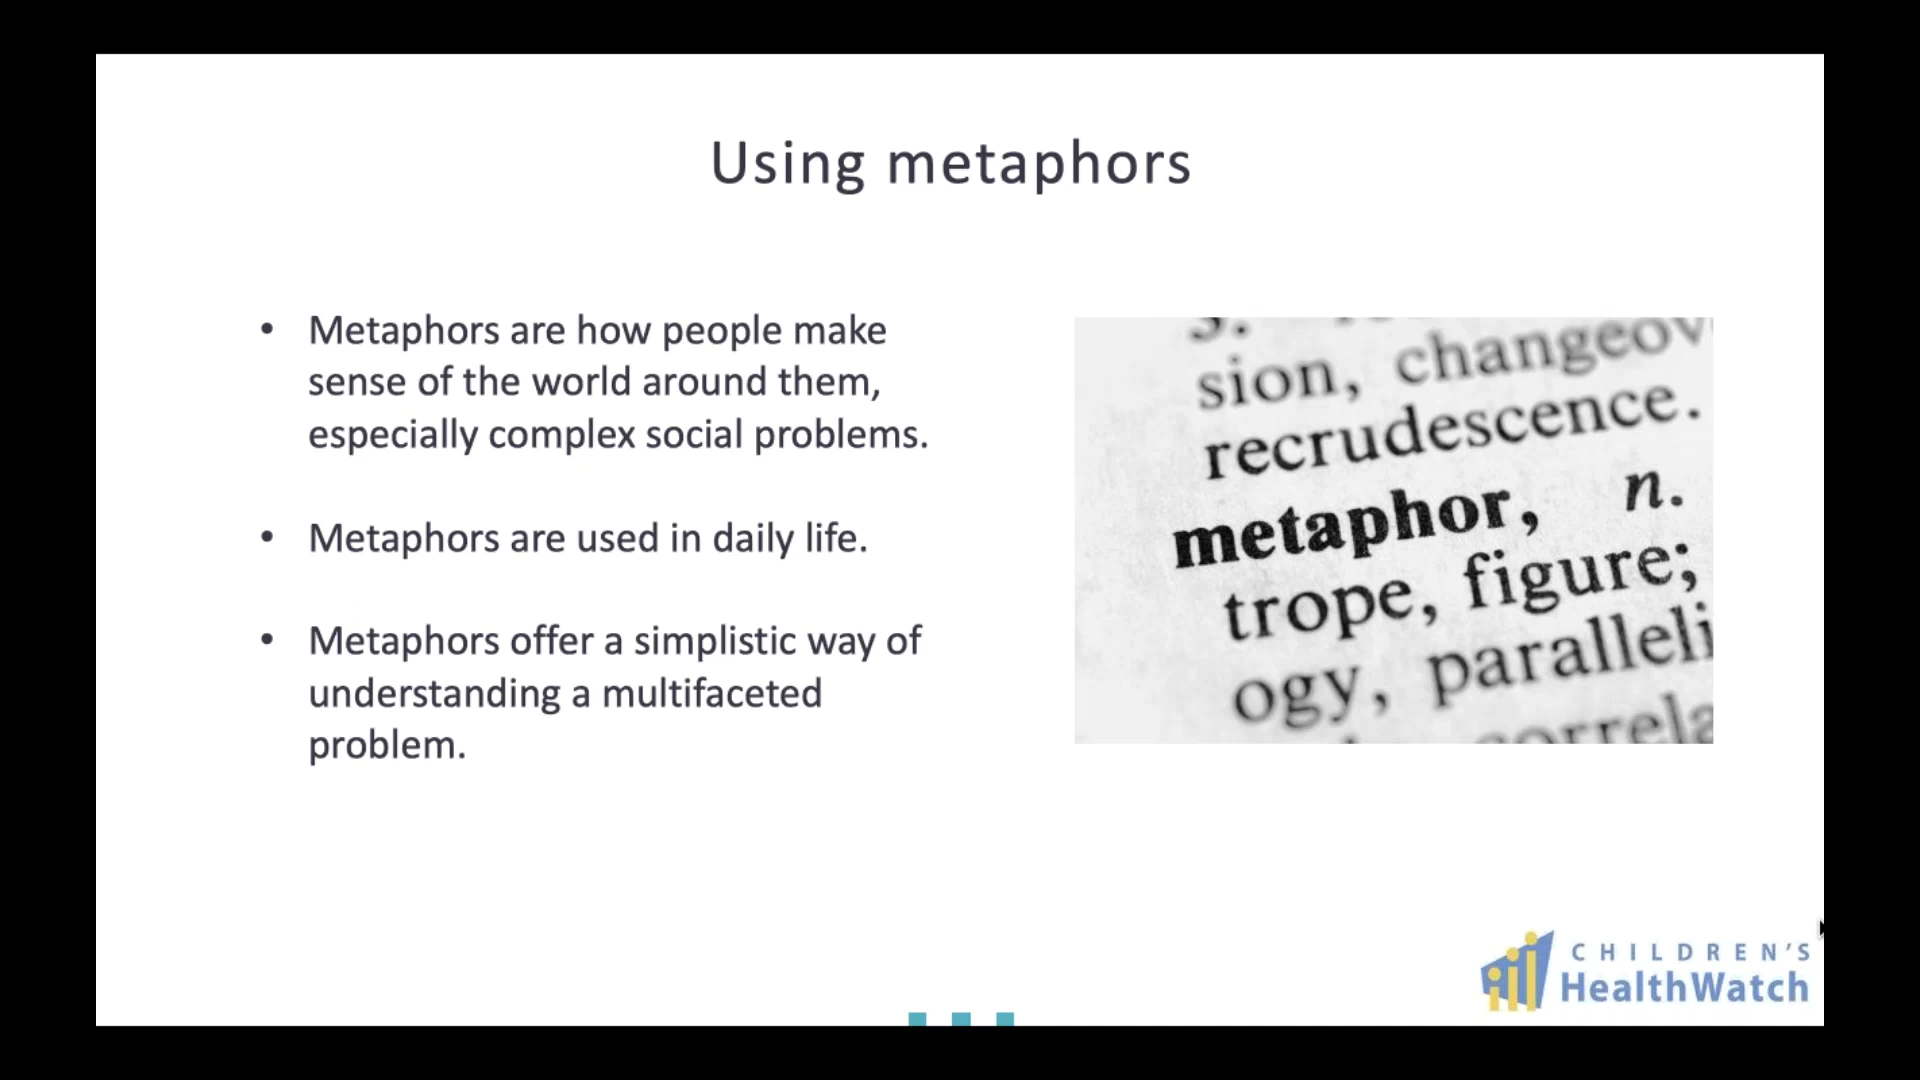 Using metaphors
• Metaphors are how people make
sense of the world around them,
especially complex social problems.
• Metaphors are used in daily life.
• Metaphors offer a simplistic way of
understanding a multifaceted
problem.
sion, changeov
recrudescence.
metaphor, n.
trope, figure;
ogy, paralleli
correla
CHILDREN'S
HealthWatch